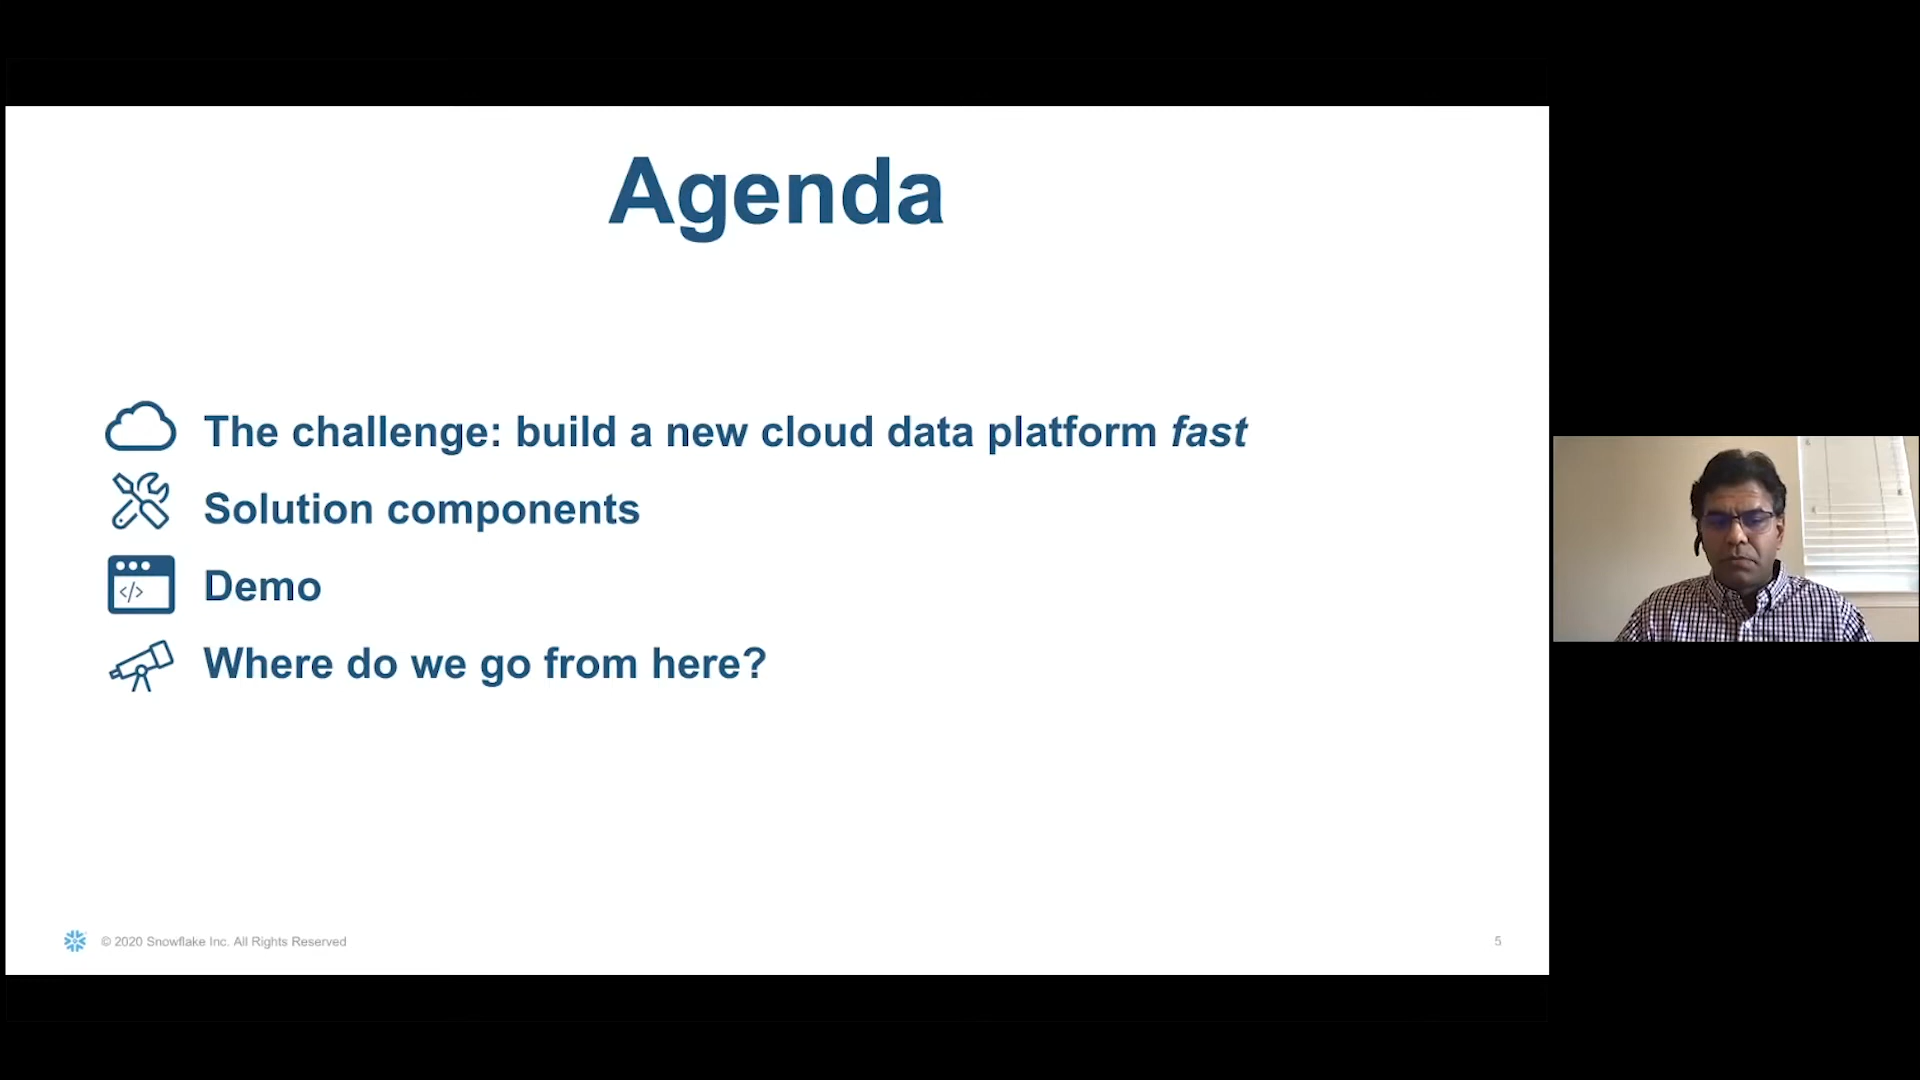 Agenda
The challenge: build a new cloud data platform fast
Solution components
</> Demo
Where do we go from here?
© 2020 Snowflake Inc. All Rights Reserved
5